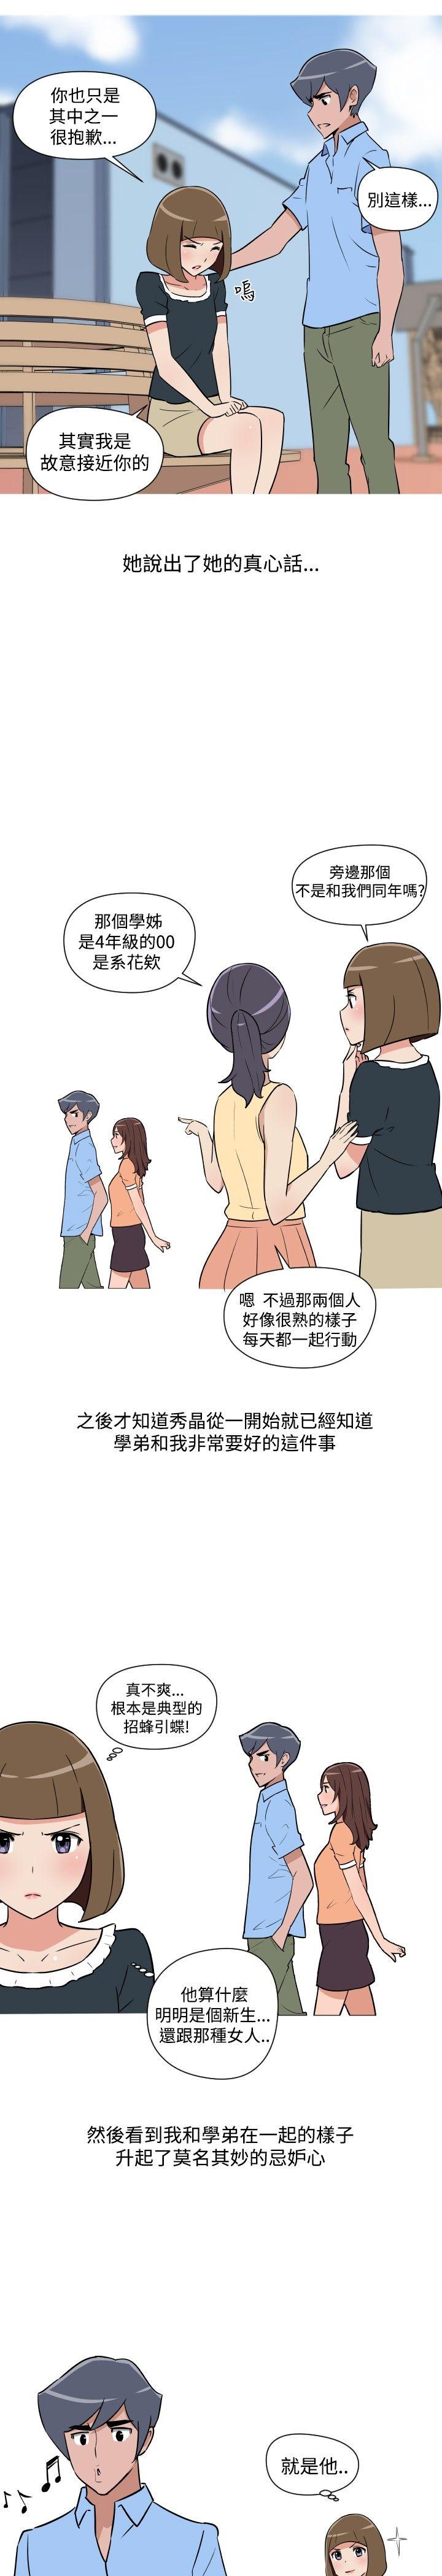 你也只是
其中之一
很抱歉...
別這樣...
嗚
其實我是
故意接近你的
她說出了她的真心話...
旁邊那個
不是和我們同年嗎?
那個學姊
是4年級的00
是系花欸
嗯 不過那兩個人
好像很熟的樣子
每天都一起行動
之後才知道秀晶從一開始就已經知道
學弟和我非常要好的這件事
真不爽...
根本是典型的
招蜂引蝶!
他算什麼
明明是個新生...
還跟那種女人..
然後看到我和學弟在一起的樣子
升起了莫名其妙的忌妒心
就是他..